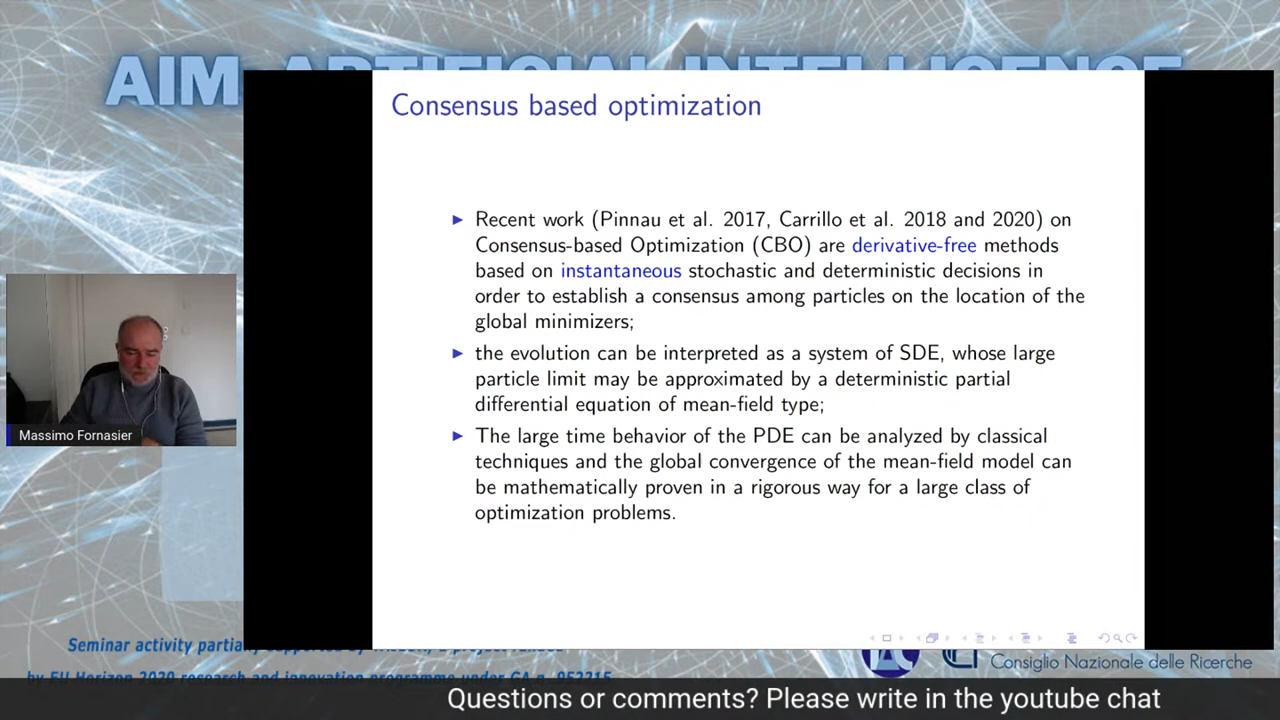 AIM ARTIFICIAL INTELLIGENCE
Consensus based optimization
► Recent work (Pinnau et al. 2017, Carrillo et al. 2018 and 2020) on
Consensus-based Optimization (CBO) are derivative-free methods
based on instantaneous stochastic and deterministic decisions in
order to establish a consensus among particles on the location of the
global minimizers;
► the evolution can be interpreted as a system of SDE, whose large
particle limit may be approximated by a deterministic partial
differential equation of mean-field type;
► The large time behavior of the PDE can be analyzed by classical
techniques and the global convergence of the mean-field model can
be mathematically proven in a rigorous way for a large class of
optimization problems.
Massimo Fornasier
Seminar activity
Consiglio Nazionale delle Ricerche
Questions or comments? Please write in the youtube chat